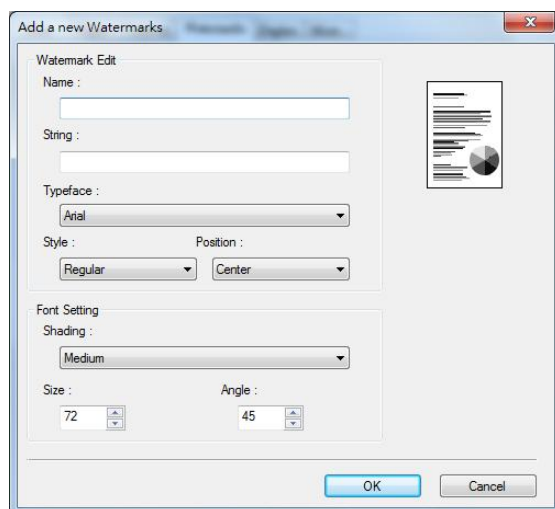 Add a new Watermarks
Watermark Edit
Name :
String :
Typeface :
Arial
Style : Position :
Regular Center
Font Setting
Shading :
Medium
Size : Angle :
72 45
OK Cancel